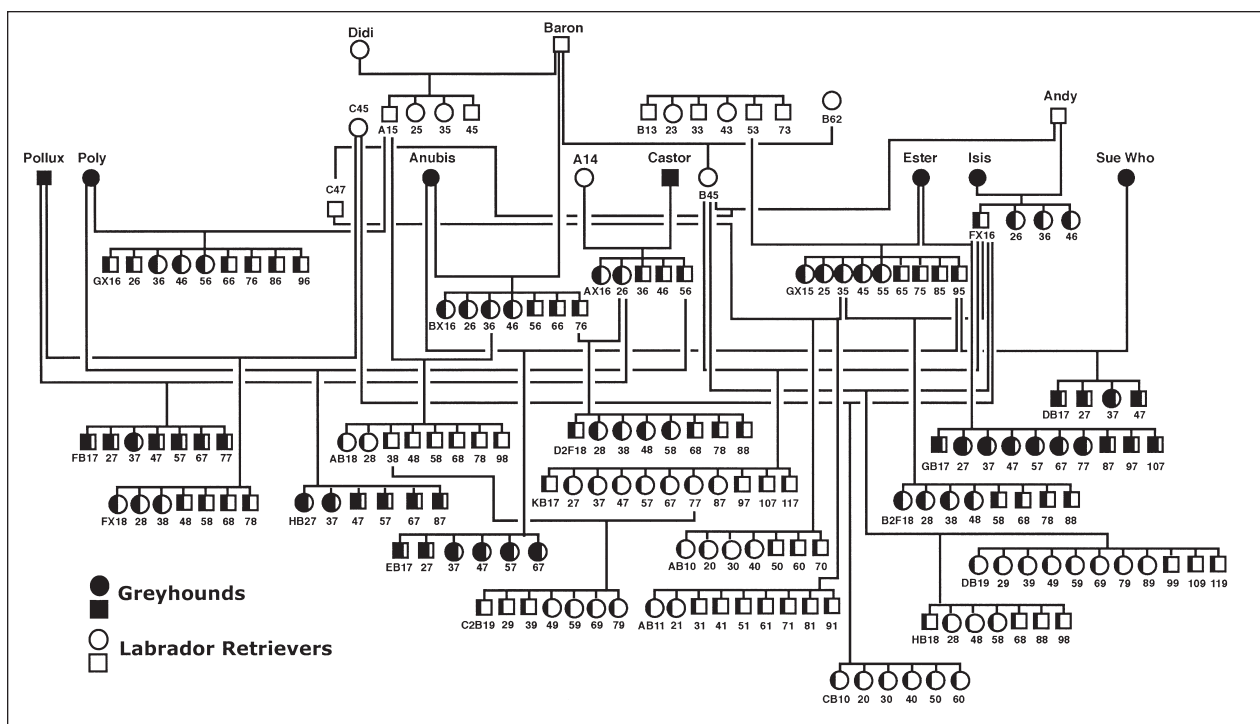 Didi
Baron
C45
A15 25 35 45
B13 23 33 43 53 73
B62
Andy
Pollux Poly
Anubis
A14
Castor
B45
Ester
Isis
Sue Who
C47
FX16 26 36 46
GX16 26 36 46 56 66 76 86 96
AX16 26 36 46 56
GX15 25 35 45 55 65 75 85 95
BX16 26 36 46 56 66 76
DB17 27 37 47
FB17 27 37 47 57 67 77
AB18 28 38 48 58 68 78 98
D2F18 28 38 48 58 68 78 88
GB17 27 37 47 57 67 77 87 97 107
KB17 27 37 47 57 67 77 87 97 107 117
FX18 28 38 48 58 68 78
HB27 37 47 57 67 87
B2F18 28 38 48 58 68 78 88
EB17 27 37 47 57 67
AB10 20 30 40 50 60 70
DB19 29 39 49 59 69 79 89 99 109 119
Greyhounds
C2B19 29 39 49 59 69 79
AB11 21 31 41 51 61 71 81 91
HB18 28 48 58 68 88 98
Labrador Retrievers
CB10 20 30 40 50 60